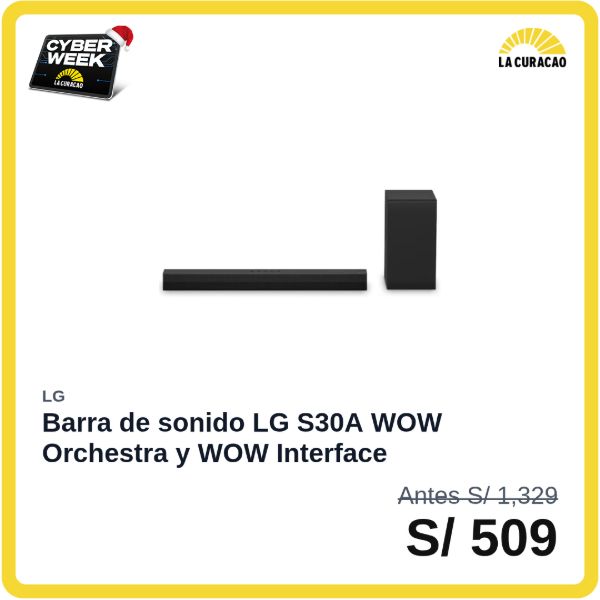 CYBER
WEEK
LA CURACAO
LA CURACAO
LG
Barra de sonido LG S30A WOW
Orchestra y WOW Interface
Antes S/ 1,329
S/ 509